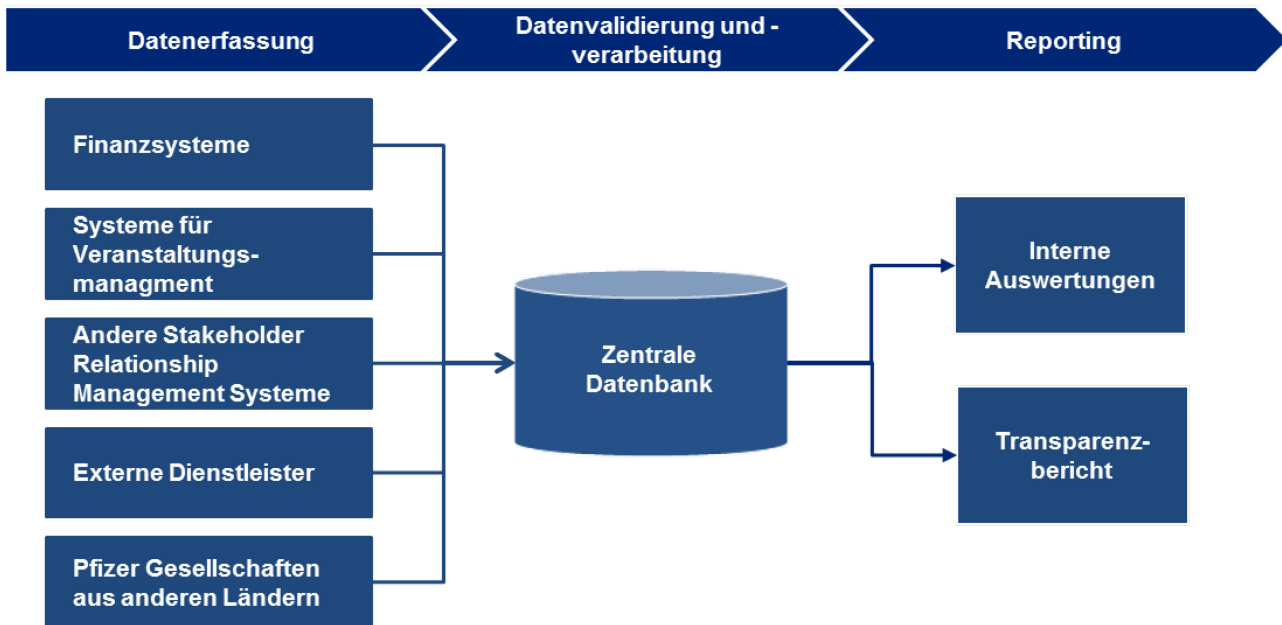 Datenerfassung
Datenvalidierung und -
verarbeitung
Reporting
Finanzsysteme
Systeme für
Veranstaltungs-
managment
Andere Stakeholder
Relationship
Management Systeme
Externe Dienstleister
Pfizer Gesellschaften
aus anderen Ländern
Zentrale
Datenbank
Interne
Auswertungen
Transparenz-
bericht